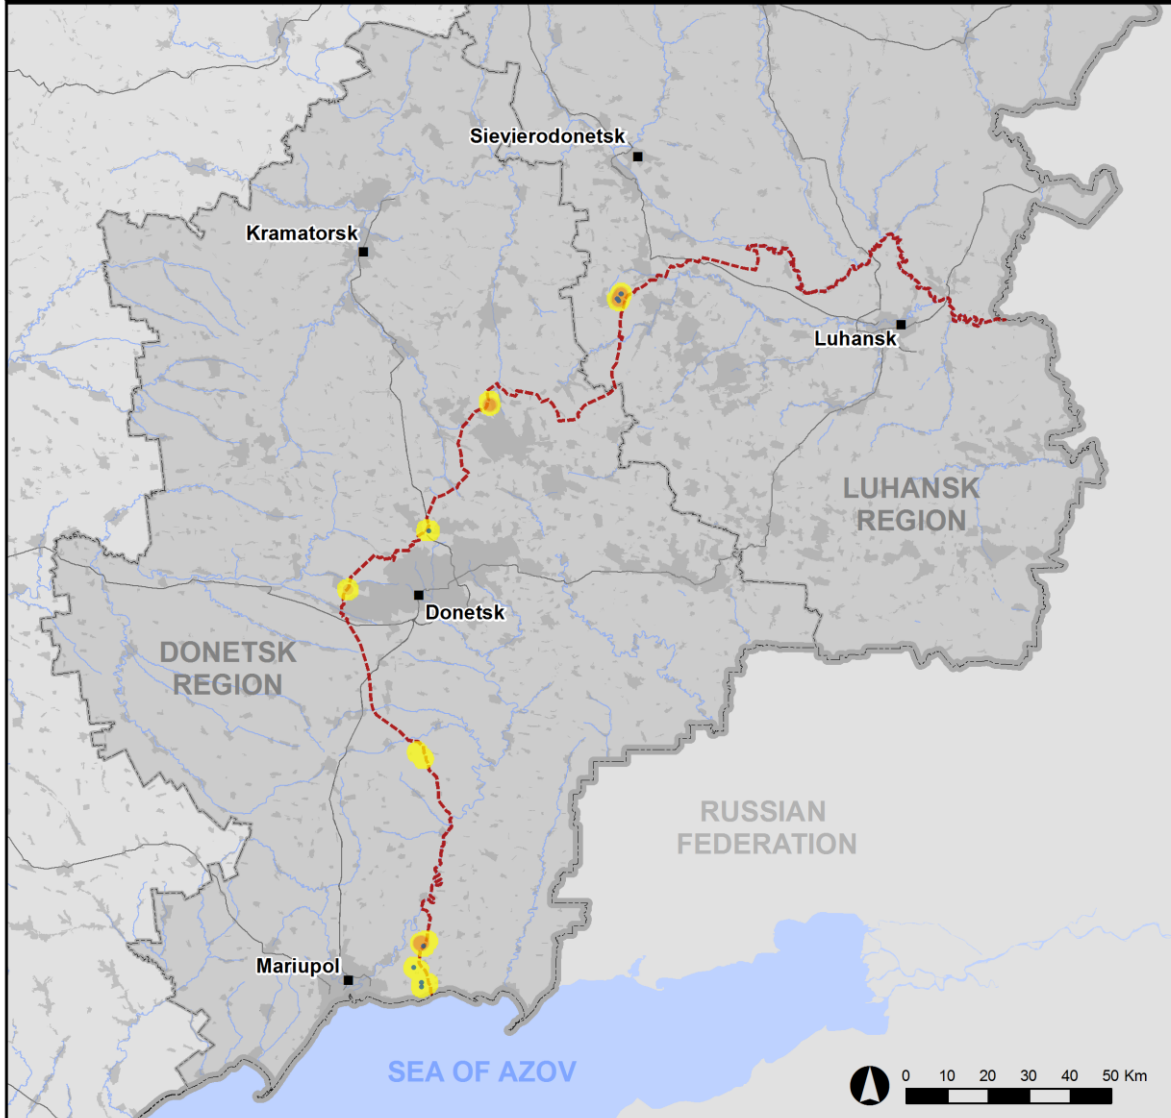 Sievierodonetsk
Kramatorsk
Luhansk
LUHANSK
REGION
Donetsk
DONETSK
REGION
RUSSIAN
FEDERATION
Mariupol
SEA OF AZOV
0 10 20 30 40 50 Km